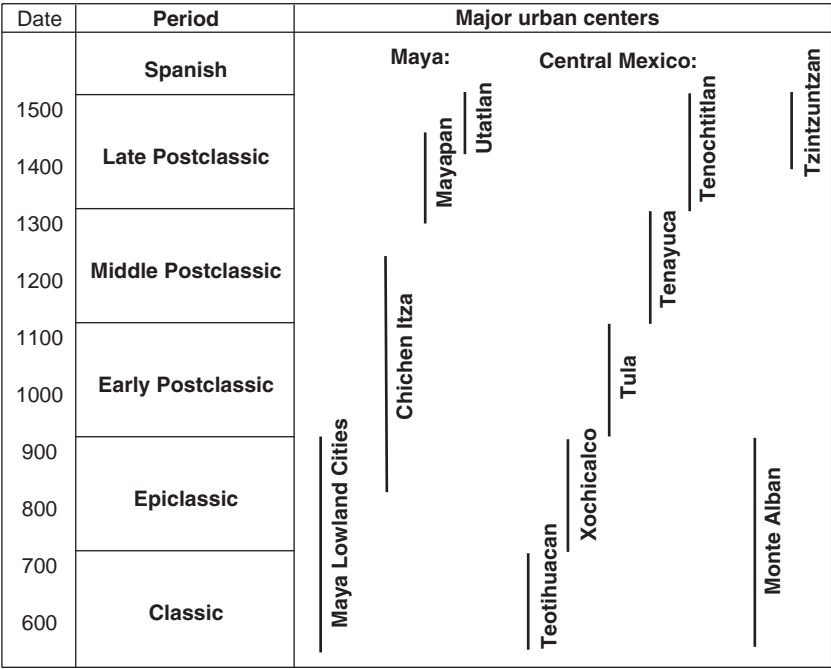 Date Period Major urban centers
Maya: Central Mexico:
Spanish
1500
Late Postclassic
1400
1300
Middle Postclassic
1200
1100
Early Postclassic
1000
900
Epiclassic
800
700
Classic
600
Maya Lowland Cities
Chichen Itza
Mayapan
Utatlan
Teotihuacan
Xochicalco
Tula
Tenayuca
Tenochtitlan
Monte Alban
Tzintzuntzan